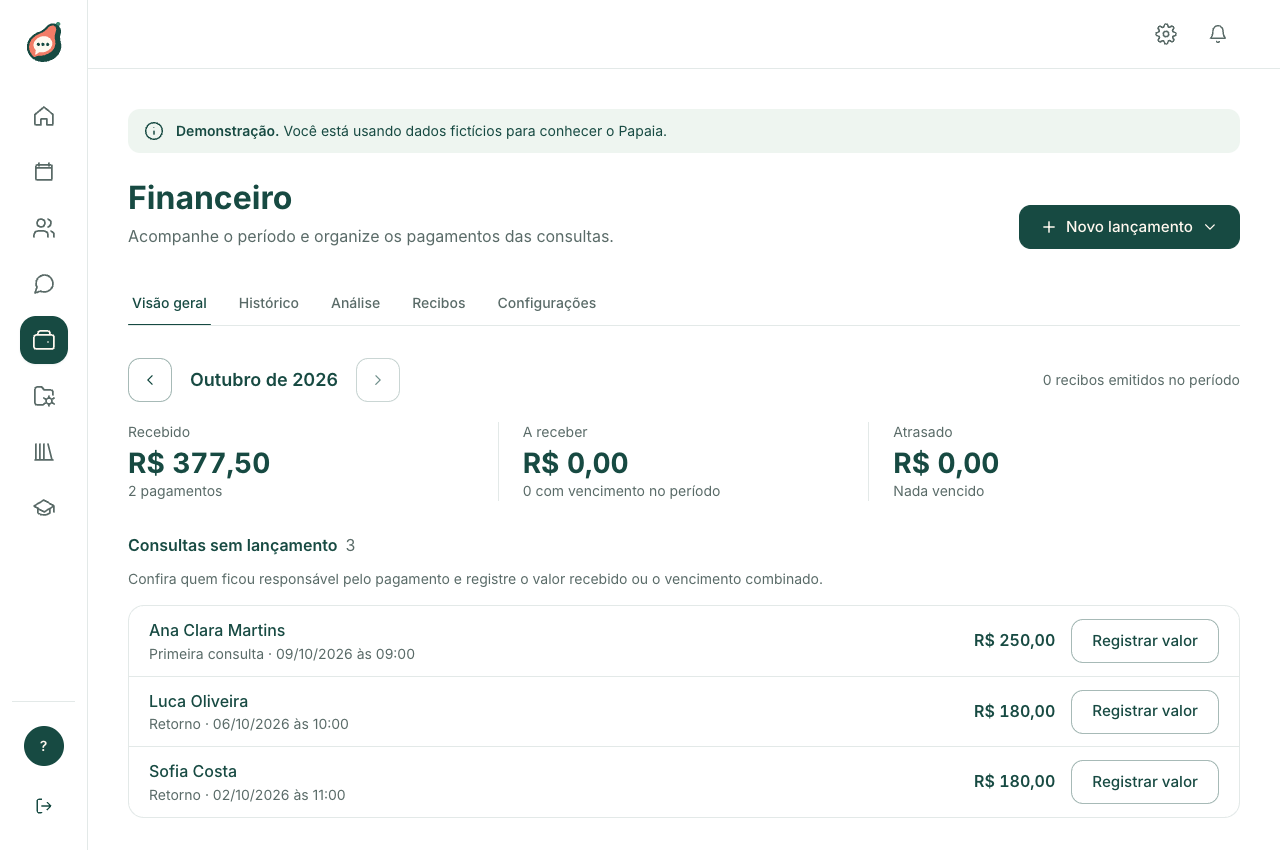 Demonstração. Você está usando dados fictícios para conhecer o Papaia.
Financeiro
Acompanhe o período e organize os pagamentos das consultas.
Novo lançamento
Visão geral Histórico Análise Recibos Configurações
Outubro de 2026
0 recibos emitidos no período
Recebido
R$ 377,50
2 pagamentos
A receber
R$ 0,00
0 com vencimento no período
Atrasado
R$ 0,00
Nada vencido
Consultas sem lançamento 3
Confira quem ficou responsável pelo pagamento e registre o valor recebido ou o vencimento combinado.
Ana Clara Martins
Primeira consulta · 09/10/2026 às 09:00
R$ 250,00 Registrar valor
Luca Oliveira
Retorno · 06/10/2026 às 10:00
R$ 180,00 Registrar valor
Sofia Costa
Retorno · 02/10/2026 às 11:00
R$ 180,00 Registrar valor
?